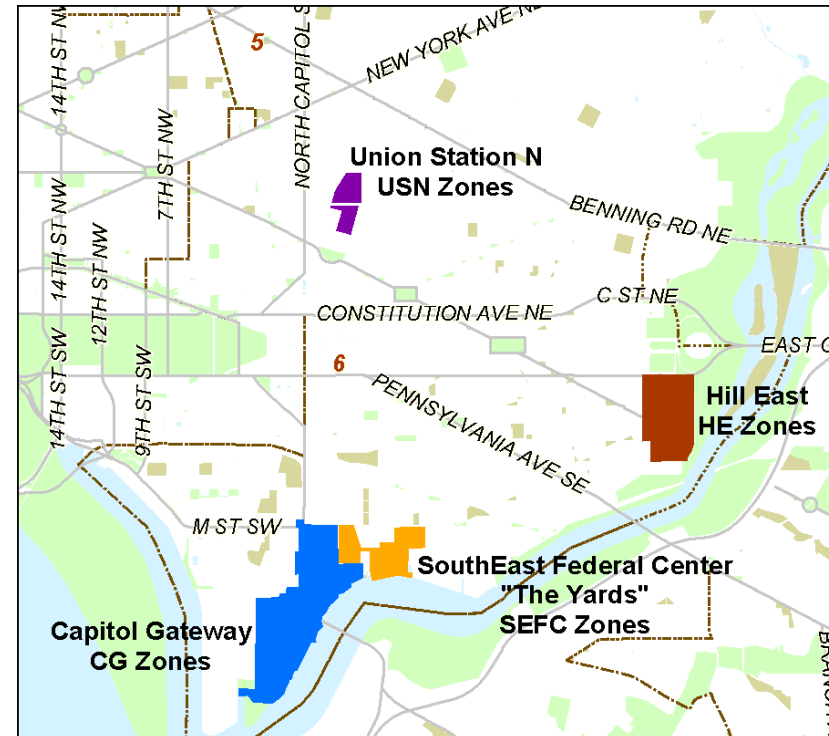 14TH ST NW
5
NORTH CAPITOL S
NEW YORK AVE NE
7TH ST NW
Union Station N
USN Zones
14TH ST NW
12TH ST NW
BENNING RD NE
C ST NE
CONSTITUTION AVE NE
EAST C
14TH ST SW
9TH ST SW
6
PENNSYLVANIA AVE SE
Hill East
HE Zones
M ST SW
SouthEast Federal Center
"The Yards"
SEFC Zones
Capitol Gateway
CG Zones
BRANCH